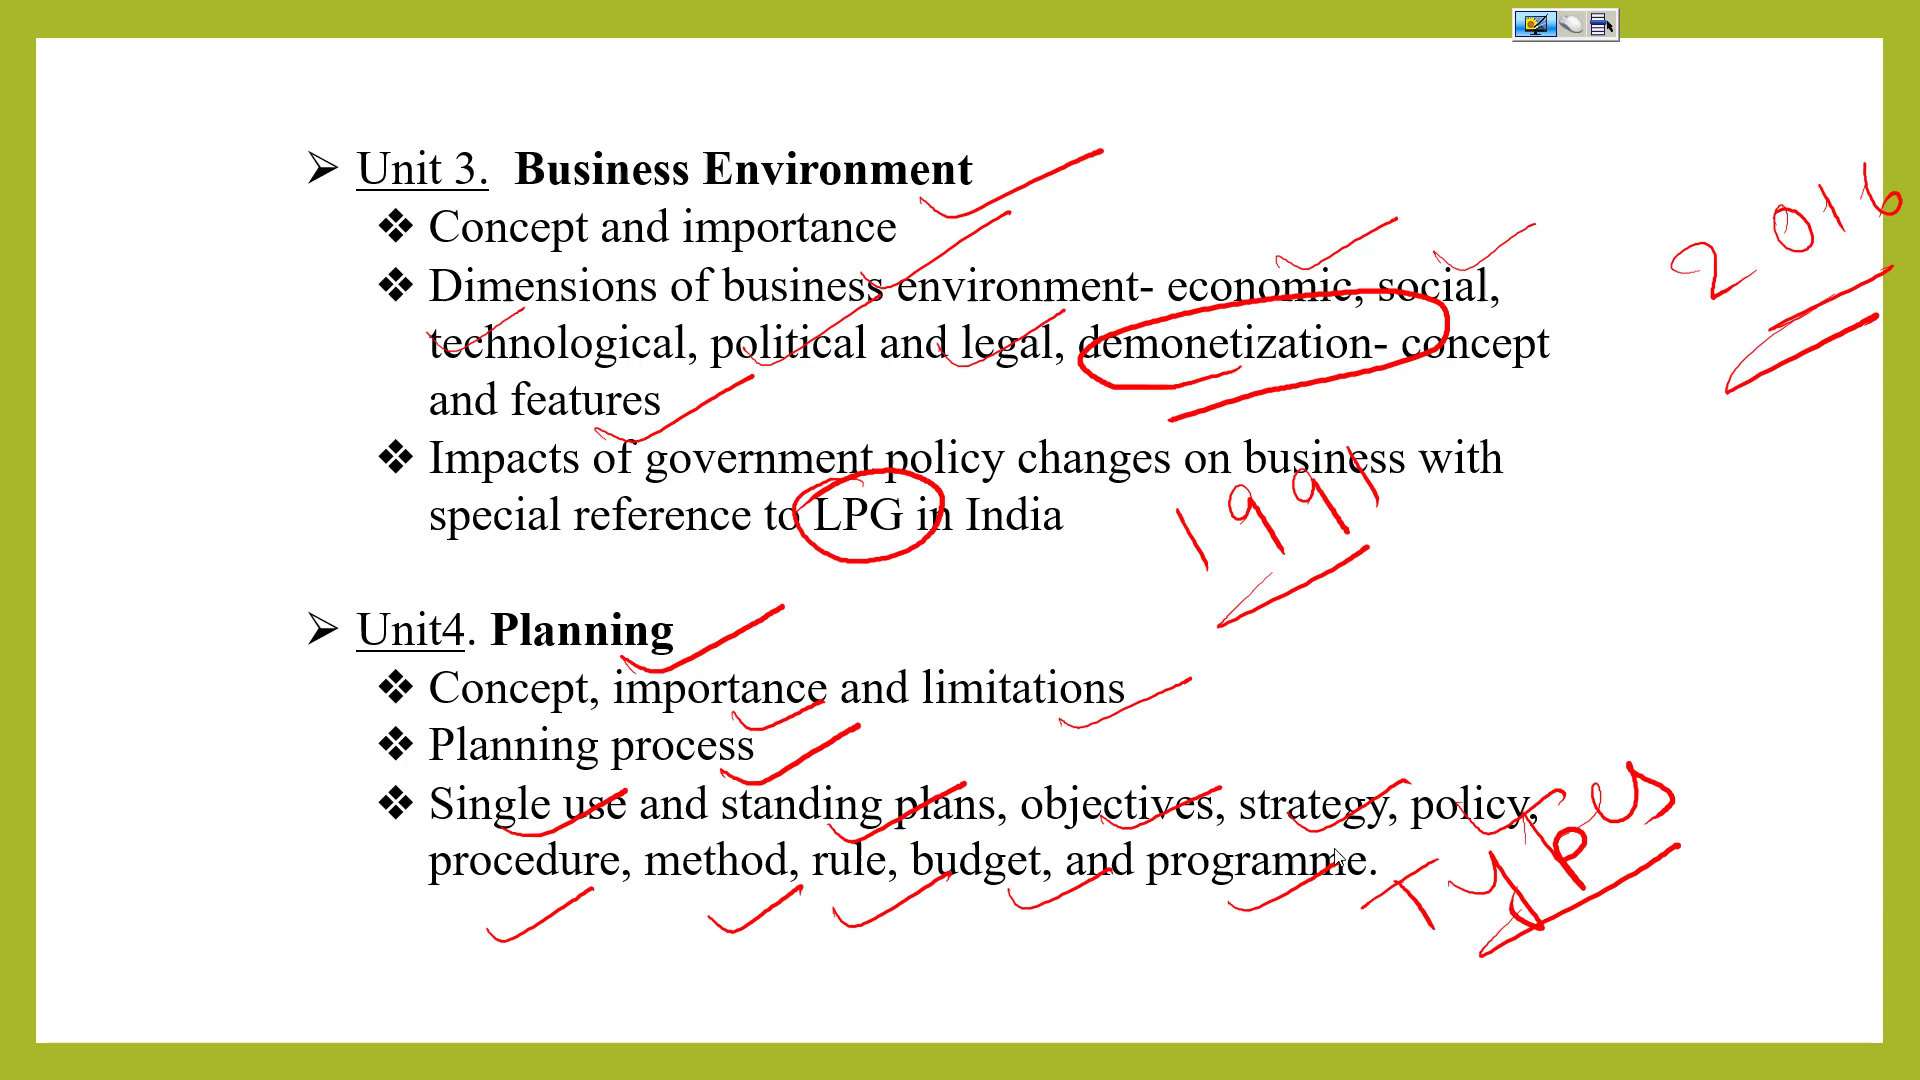 ➢ Unit 3. Business Environment
❖ Concept and importance
❖ Dimensions of business environment- economic, social,
technological, political and legal, demonetization- concept
and features
2016
❖ Impacts of government policy changes on business with
special reference to LPG in India
1991
➢ Unit4. Planning
❖ Concept, importance and limitations
❖ Planning process
❖ Single use and standing plans, objectives, strategy, policy,
procedure, method, rule, budget, and programme.
Types